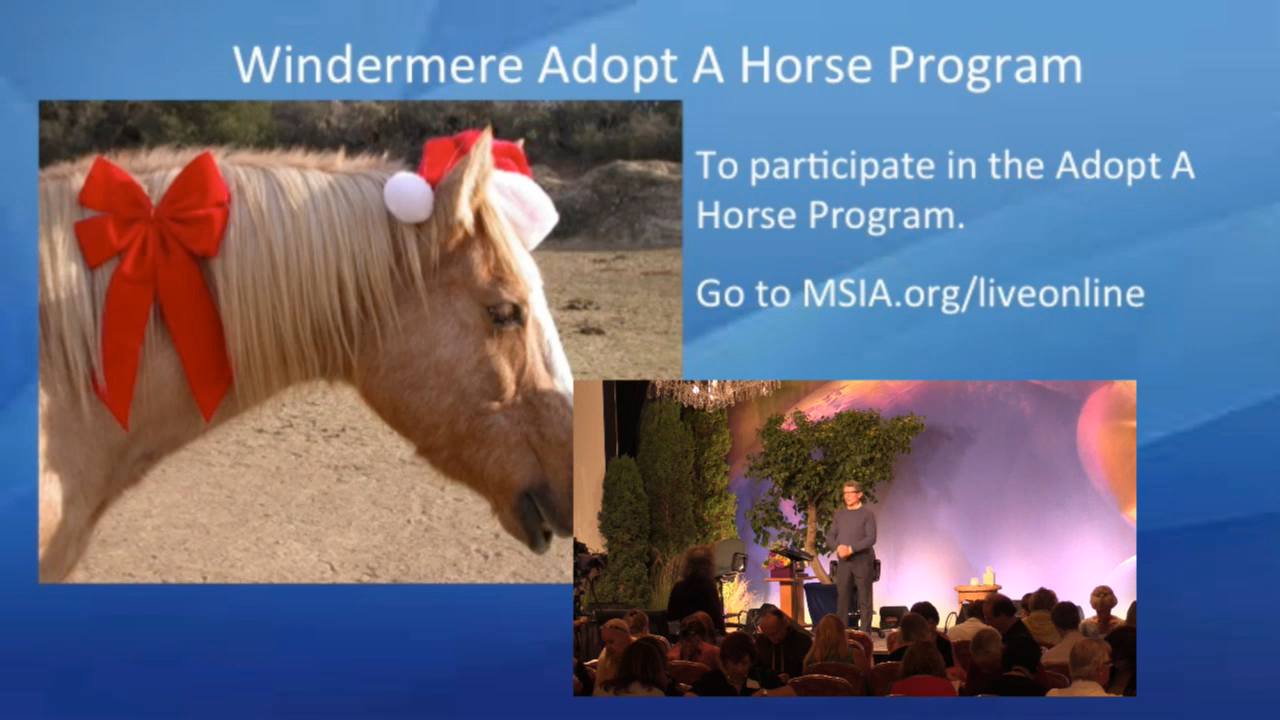 Windermere Adopt A Horse Program
To participate in the Adopt A
Horse Program.
Go to MSIA.org/liveonline